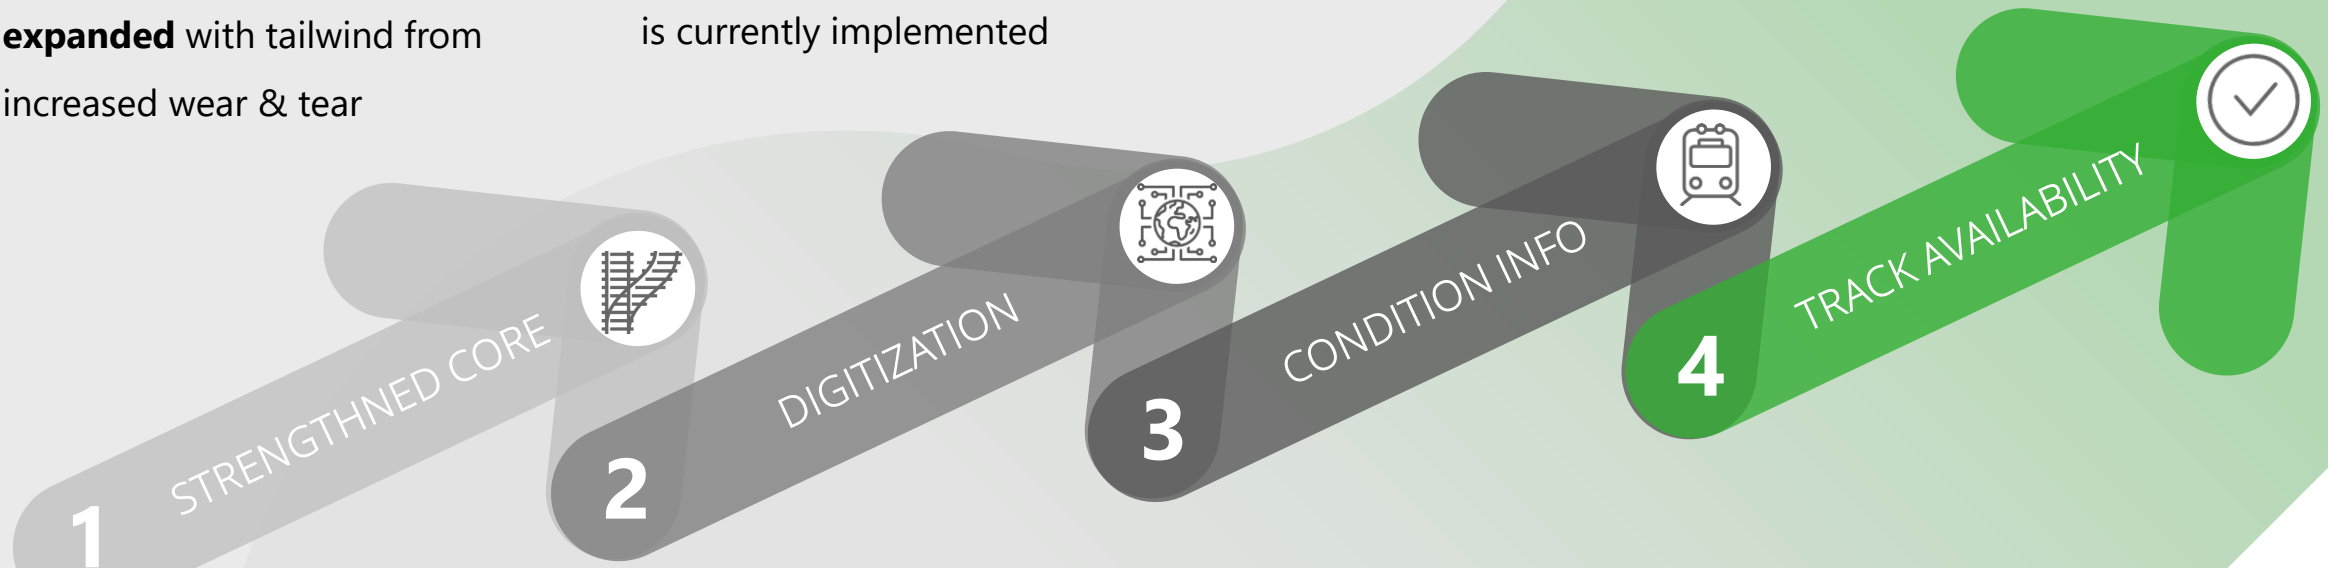 expanded with tailwind from
increased wear & tear
is currently implemented
1
STRENGTHNED CORE
2
DIGITIZATION
3
CONDITION INFO
4
TRACK AVAILABILITY